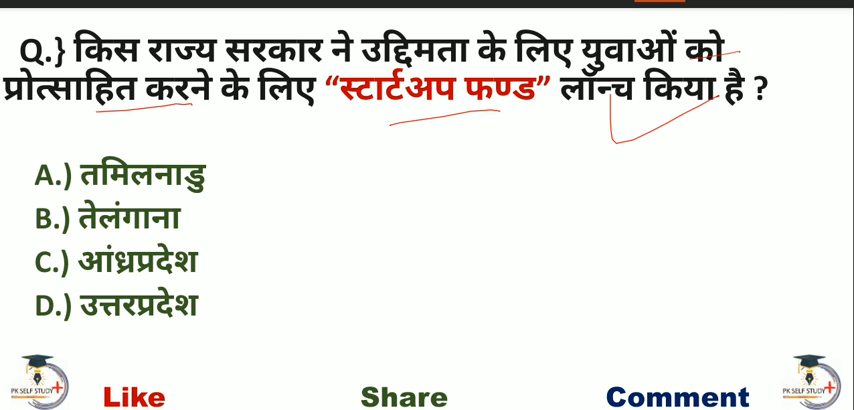 Q.} किस राज्य सरकार ने उद्दिमता के लिए युवाओं को
प्रोत्साहित करने के लिए “स्टार्टअप फण्ड” लॉन्च किया है ?
A.) तमिलनाडु
B.) तेलंगाना
C.) आंध्रप्रदेश
D.) उत्तरप्रदेश
PK SELF STUDY
PK SELF STUDY
Like Share Comment